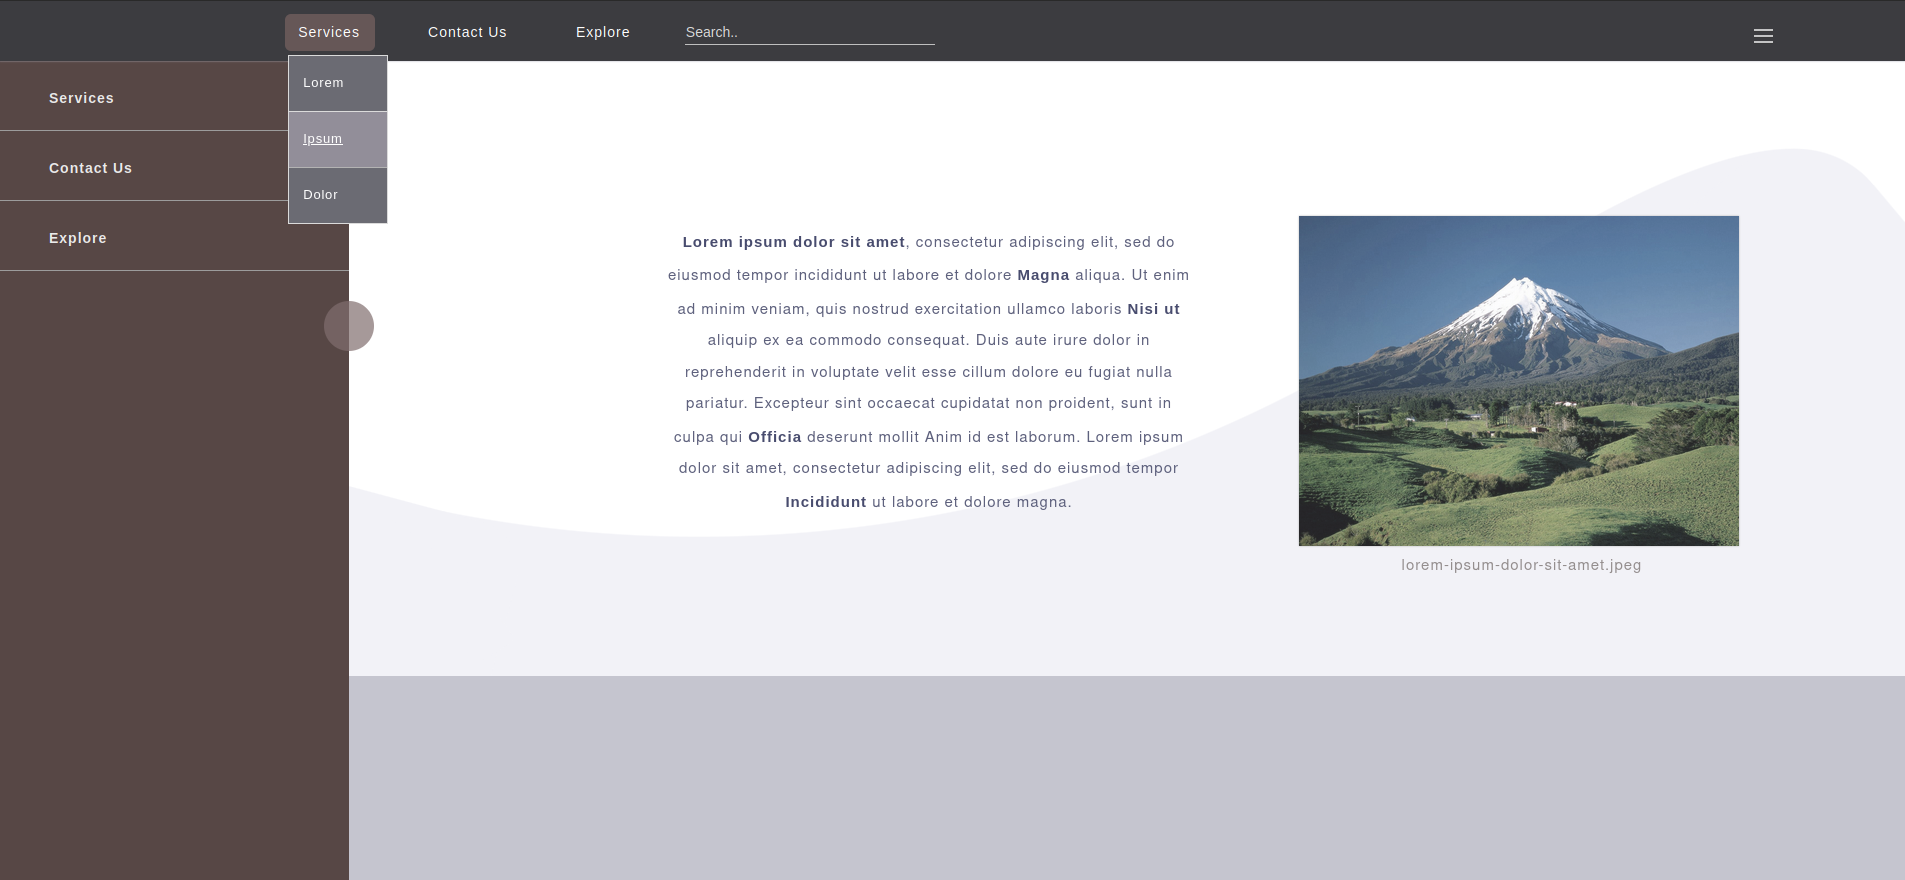 Services
Contact Us
Explore
Search..
Lorem
Ipsum
Dolor
Services
Contact Us
Explore
Lorem ipsum dolor sit amet, consectetur adipiscing elit, sed do
eiusmod tempor incididunt ut labore et dolore Magna aliqua. Ut enim
ad minim veniam, quis nostrud exercitation ullamco laboris Nisi ut
aliquip ex ea commodo consequat. Duis aute irure dolor in
reprehenderit in voluptate velit esse cillum dolore eu fugiat nulla
pariatur. Excepteur sint occaecat cupidatat non proident, sunt in
culpa qui Officia deserunt mollit Anim id est laborum. Lorem ipsum
dolor sit amet, consectetur adipiscing elit, sed do eiusmod tempor
Incididunt ut labore et dolore magna.
lorem-ipsum-dolor-sit-amet.jpeg